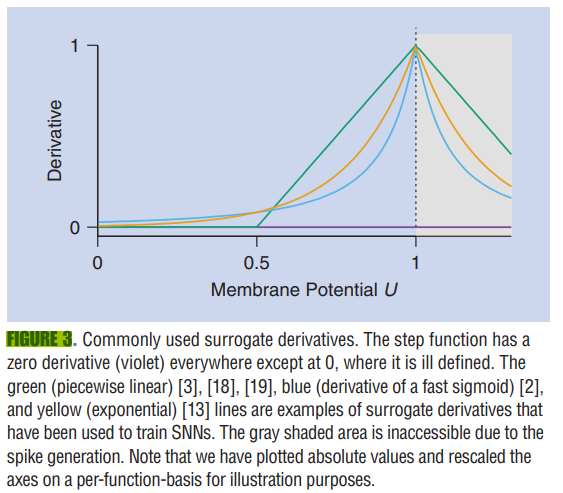 1
Derivative
0
0
0.5
1
Membrane Potential U
FIGURE 3. Commonly used surrogate derivatives. The step function has a
zero derivative (violet) everywhere except at 0, where it is ill defined. The
green (piecewise linear) [3], [18], [19], blue (derivative of a fast sigmoid) [2],
and yellow (exponential) [13] lines are examples of surrogate derivatives that
have been used to train SNNs. The gray shaded area is inaccessible due to the
spike generation. Note that we have plotted absolute values and rescaled the
axes on a per-function-basis for illustration purposes.